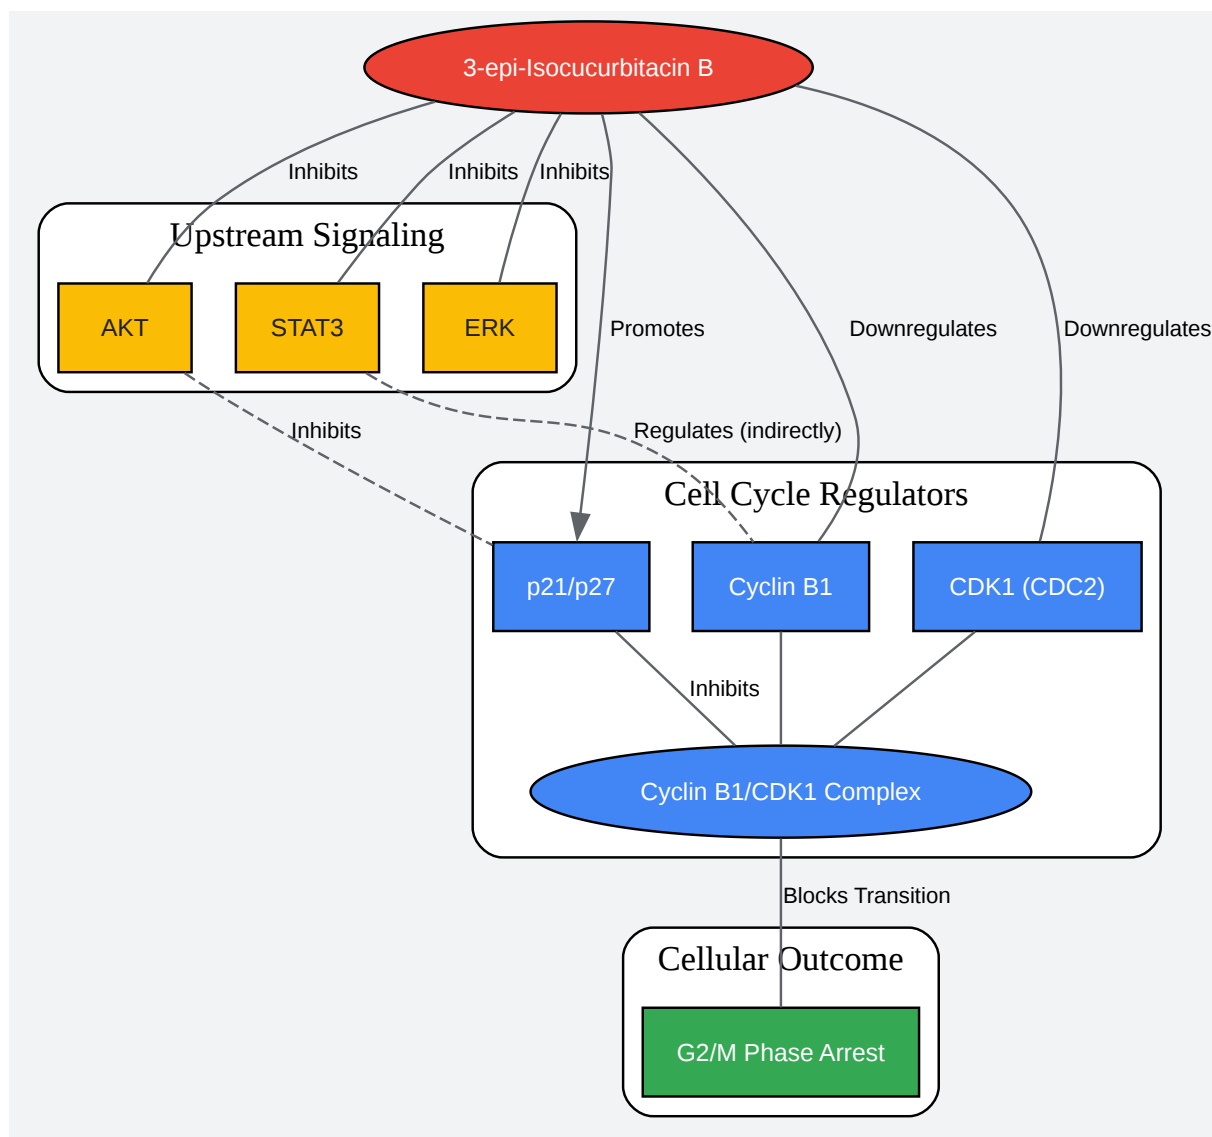 3-epi-Isocucurbitacin B
Inhibits
Inhibits
Inhibits
Upstream Signaling
AKT
STAT3
ERK
Promotes
Downregulates
Downregulates
Inhibits
Regulates (indirectly)
Cell Cycle Regulators
p21/p27
Cyclin B1
CDK1 (CDC2)
Inhibits
Cyclin B1/CDK1 Complex
Blocks Transition
Cellular Outcome
G2/M Phase Arrest